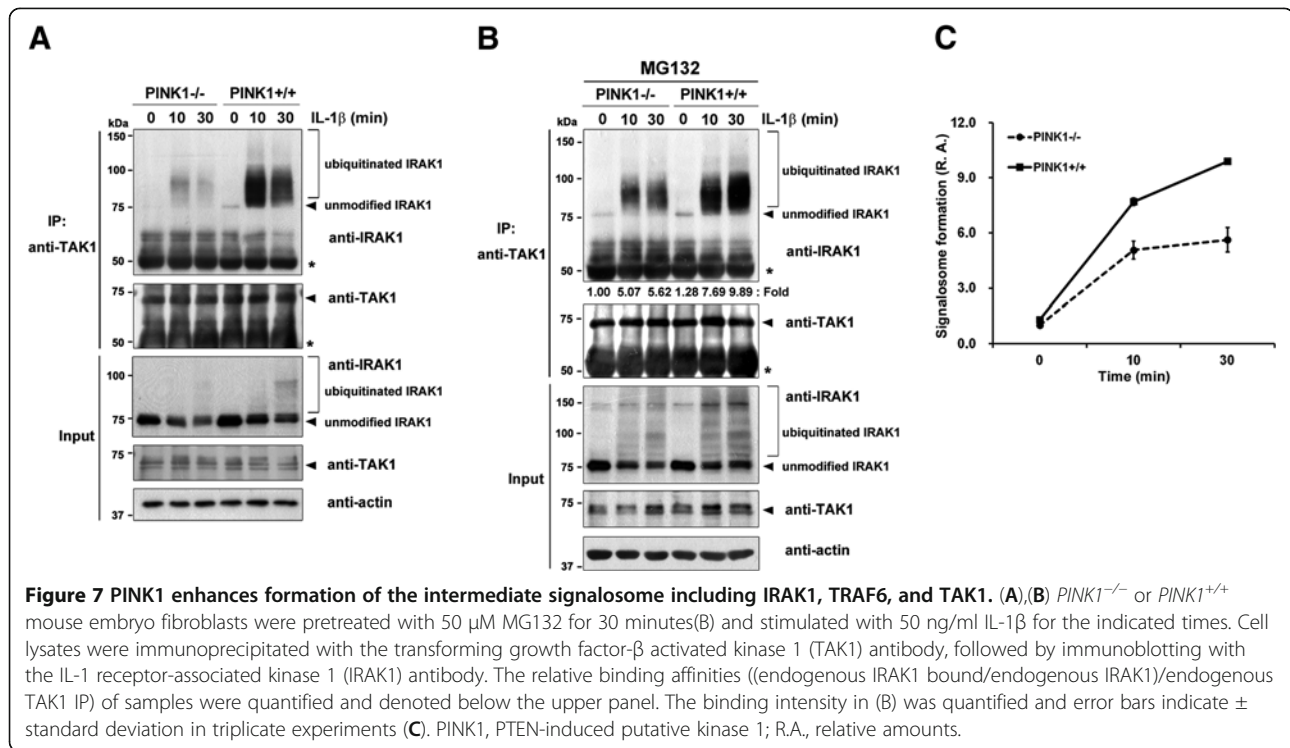 A
PINK1-/- PINK1+/+
kDa 0 10 30 0 10 30 IL-1β (min)
150
100
75
50
ubiquitinated IRAK1
unmodified IRAK1
anti-IRAK1
*
IP:
anti-TAK1
75
50
anti-TAK1
*
Input
anti-IRAK1
100
ubiquitinated IRAK1
75
unmodified IRAK1
75
anti-TAK1
37
anti-actin
B
MG132
PINK1-/- PINK1+/+
kDa 0 10 30 0 10 30 IL-1β (min)
150
100
75
50
ubiquitinated IRAK1
unmodified IRAK1
anti-IRAK1
*
IP:
anti-TAK1
1.00 5.07 5.62 1.28 7.69 9.89 : Fold
75
50
anti-TAK1
*
Input
anti-IRAK1
150
100
ubiquitinated IRAK1
75
unmodified IRAK1
75
anti-TAK1
37
anti-actin
C
Signalosome formation (R. A.)
12.0
9.0
6.0
3.0
0.0
PINK1-/-
PINK1+/+
0 10 30
Time (min)
Figure 7 PINK1 enhances formation of the intermediate signalosome including IRAK1, TRAF6, and TAK1. (A),(B) PINK1−/− or PINK1+/+
mouse embryo fibroblasts were pretreated with 50 μM MG132 for 30 minutes(B) and stimulated with 50 ng/ml IL-1β for the indicated times. Cell
lysates were immunoprecipitated with the transforming growth factor-β activated kinase 1 (TAK1) antibody, followed by immunoblotting with
the IL-1 receptor-associated kinase 1 (IRAK1) antibody. The relative binding affinities ((endogenous IRAK1 bound/endogenous IRAK1)/endogenous
TAK1 IP) of samples were quantified and denoted below the upper panel. The binding intensity in (B) was quantified and error bars indicate ±
standard deviation in triplicate experiments (C). PINK1, PTEN-induced putative kinase 1; R.A., relative amounts.